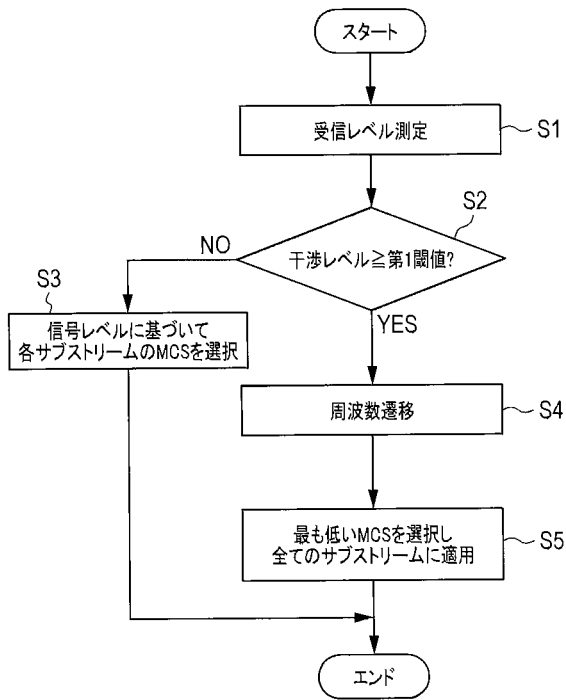 スタート
受信レベル測定
S1
S2
干渉レベル≧第1閾値?
NO
YES
S3
信号レベルに基づいて
各サブストリームのMCSを選択
周波数遷移
S4
最も低いMCSを選択し
全てのサブストリームに適用
S5
エンド